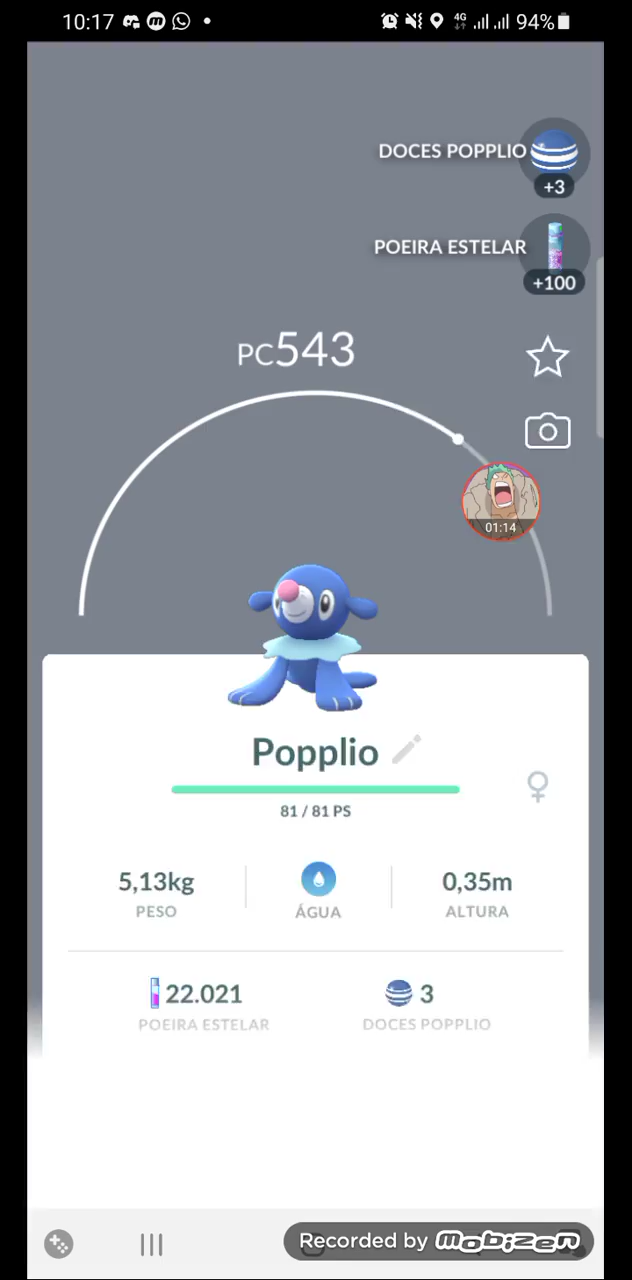 10:17
4G
94%
DOCES POPPLIO
+3
POEIRA ESTELAR
+100
PC543
01:14
Popplio
81 / 81 PS
5,13kg
0,35m
PESO
ÁGUA
ALTURA
22.021
3
POEIRA ESTELAR
DOCES POPPLIO
Recorded by mobizen